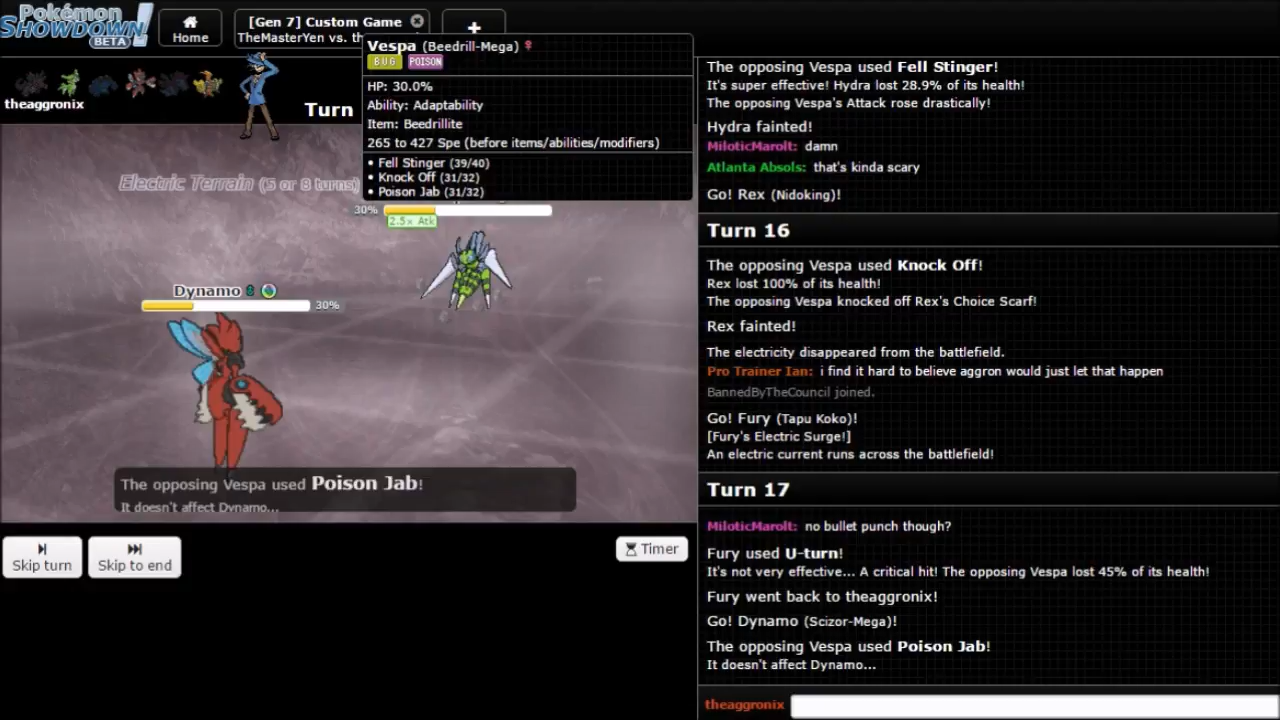 Pokémon
SHOWDOWN!
BETA
Home
[Gen 7] Custom Game
TheMasterYen vs. th
+
Vespa (Beedrill-Mega) ♀
BUG POISON
HP: 30.0%
Ability: Adaptability
Item: Beedrillite
265 to 427 Spe (before items/abilities/modifiers)
• Fell Stinger (39/40)
• Knock Off (31/32)
• Poison Jab (31/32)
theaggronix
Turn
Electric Terrain (5 or 8 turns)
30%
2.5× Atk
Dynamo
30%
The opposing Vespa used Poison Jab!
It doesn't affect Dynamo...
Skip turn
Skip to end
Timer
The opposing Vespa used Fell Stinger!
It's super effective! Hydra lost 28.9% of its health!
The opposing Vespa's Attack rose drastically!
Hydra fainted!
MiloticMarolt: damn
Atlanta Absols: that's kinda scary
Go! Rex (Nidoking)!
Turn 16
The opposing Vespa used Knock Off!
Rex lost 100% of its health!
The opposing Vespa knocked off Rex's Choice Scarf!
Rex fainted!
The electricity disappeared from the battlefield.
Pro Trainer Ian: i find it hard to believe aggron would just let that happen
BannedByTheCouncil joined.
Go! Fury (Tapu Koko)!
[Fury's Electric Surge!]
An electric current runs across the battlefield!
Turn 17
MiloticMarolt: no bullet punch though?
Fury used U-turn!
It's not very effective... A critical hit! The opposing Vespa lost 45% of its health!
Fury went back to theaggronix!
Go! Dynamo (Scizor-Mega)!
The opposing Vespa used Poison Jab!
It doesn't affect Dynamo...
theaggronix